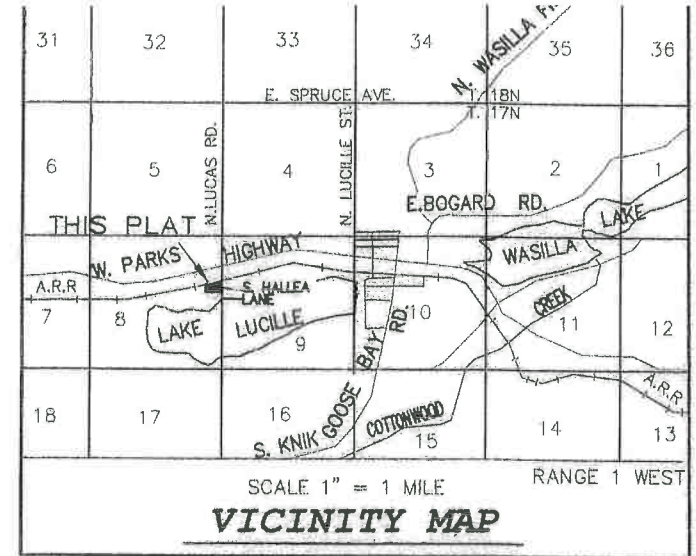 31 32 33 34 35 36
N. WASILLA
E. SPRUCE AVE.
T. 18N
T. 17N
N. LUCAS RD.
N. LUCILLE ST.
6 5 4 3 2 1
E.BOGARD RD.
THIS PLAT
LAKE
W. PARKS HIGHWAY
WASILLA
A.R.R
S. HALLEA
LANE
7 8 9 10 11 12
LAKE LUCILLE
CREEK
S. KNIK GOOSE BAY RD.
A.R.R
COTTONWOOD
18 17 16 15 14 13
RANGE 1 WEST
SCALE 1" = 1 MILE
VICINITY MAP